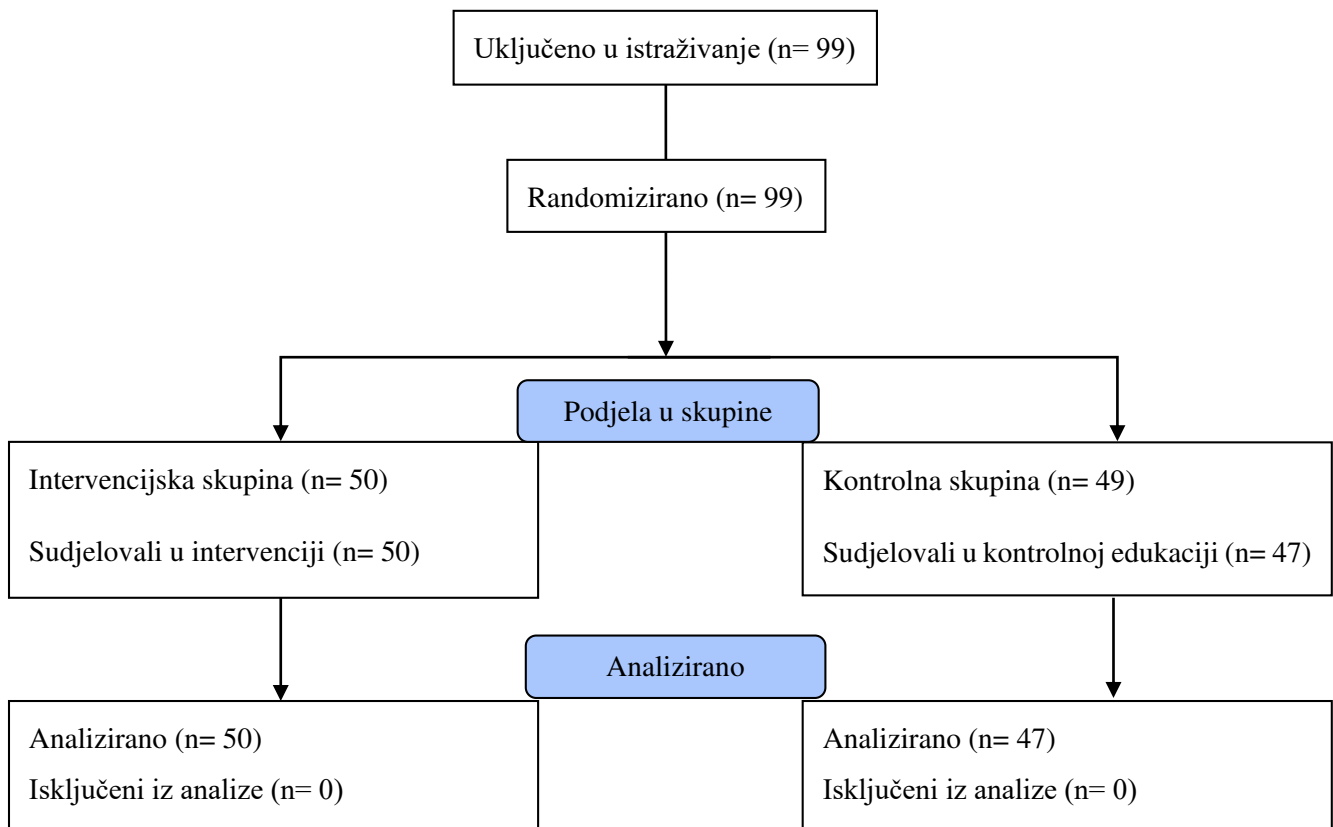 Uključeno u istraživanje (n= 99)
Randomizirano (n= 99)
Podjela u skupine
Intervencijska skupina (n= 50)
Sudjelovali u intervenciji (n= 50)
Kontrolna skupina (n= 49)
Sudjelovali u kontrolnoj edukaciji (n= 47)
Analizirano
Analizirano (n= 50)
Isključeni iz analize (n= 0)
Analizirano (n= 47)
Isključeni iz analize (n= 0)